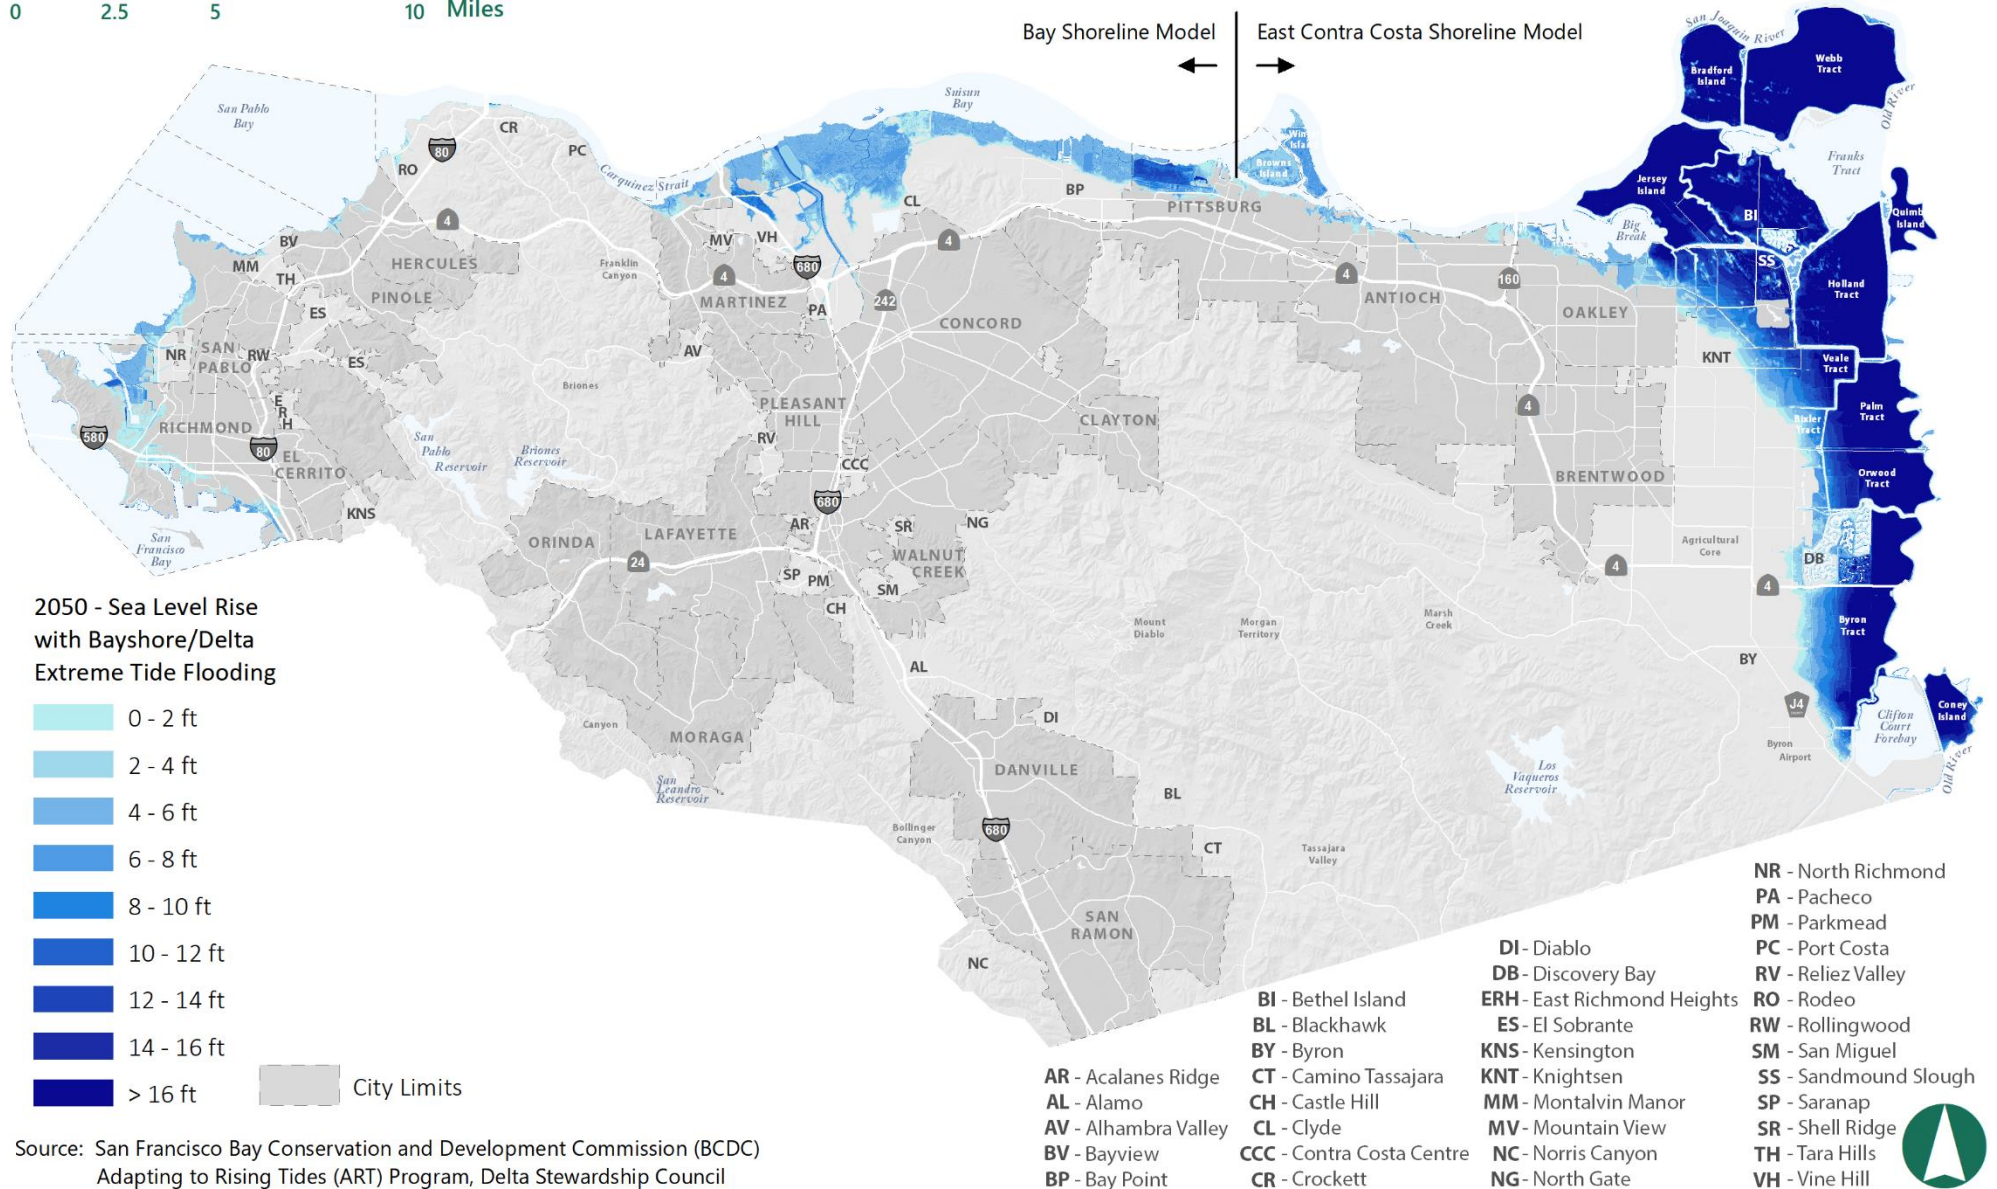 0 2.5 5 10 Miles
Bay Shoreline Model
East Contra Costa Shoreline Model
San Joaquin River
Bradford
Island
Webb
Tract
Old River
Franks
Tract
San Pablo
Bay
Suisun
Bay
CR
80
RO
PC
Carquinez Strait
Browns
Island
Jersey
Island
BI
Big
Break
SS
Holland
Tract
BP
CL
PITTSBURG
4
BV
MM
TH
HERCULES
PINOLE
ES
Franklin
Canyon
MV
VH
4
680
4
MARTINEZ
PA
242
CONCORD
4
ANTIOCH
160
OAKLEY
KNT
Veale
Tract
Palm
Tract
Bixler
Tract
Orwood
Tract
NR
SAN
PABLO
RW
ES
AV
Briones
E
R
H
RICHMOND
580
80
EL
CERRITO
KNS
San
Pablo
Reservoir
Briones
Reservoir
PLEASANT
HILL
RV
CCC
680
CLAYTON
4
BRENTWOOD
San
Francisco
Bay
ORINDA
LAFAYETTE
24
AR
SR
NG
WALNUT
CREEK
SP
PM
SM
CH
Agricultural
Core
DB
4
4
Byron
Tract
Mount
Diablo
Morgan
Territory
Marsh
Creek
BY
AL
J4
Clifton
Court
Forebay
Coney
Island
Byron
Airport
Old River
Canyon
MORAGA
San
Leandro
Reservoir
DI
DANVILLE
BL
Los
Vaqueros
Reservoir
Bollinger
Canyon
680
CT
Tassajara
Valley
SAN
RAMON
NC
2050 - Sea Level Rise
with Bayshore/Delta
Extreme Tide Flooding
0 - 2 ft
2 - 4 ft
4 - 6 ft
6 - 8 ft
8 - 10 ft
10 - 12 ft
12 - 14 ft
14 - 16 ft
> 16 ft
City Limits
AR - Acalanes Ridge
AL - Alamo
AV - Alhambra Valley
BV - Bayview
BP - Bay Point
BI - Bethel Island
BL - Blackhawk
BY - Byron
CT - Camino Tassajara
CH - Castle Hill
CL - Clyde
CCC - Contra Costa Centre
CR - Crockett
DI - Diablo
DB - Discovery Bay
ERH - East Richmond Heights
ES - El Sobrante
KNS - Kensington
KNT - Knightsen
MM - Montalvin Manor
MV - Mountain View
NC - Norris Canyon
NG - North Gate
NR - North Richmond
PA - Pacheco
PM - Parkmead
PC - Port Costa
RV - Reliez Valley
RO - Rodeo
RW - Rollingwood
SM - San Miguel
SS - Sandmound Slough
SP - Saranap
SR - Shell Ridge
TH - Tara Hills
VH - Vine Hill
Source: San Francisco Bay Conservation and Development Commission (BCDC)
Adapting to Rising Tides (ART) Program, Delta Stewardship Council